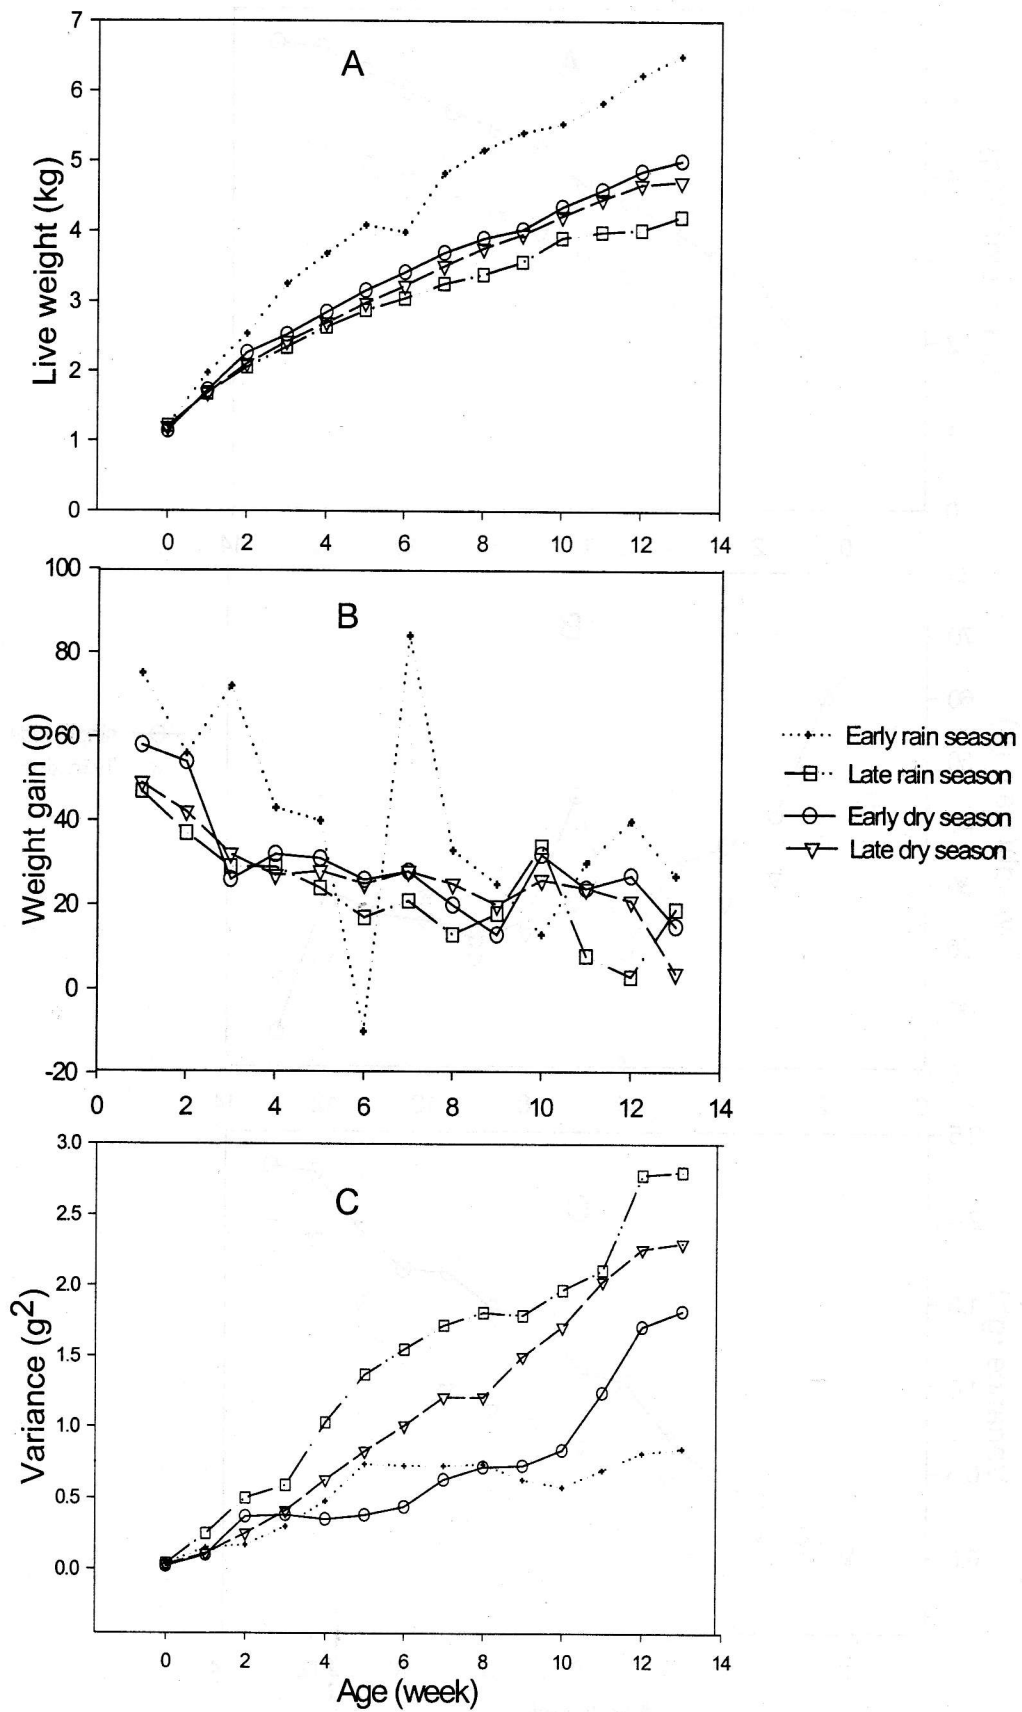 A
Live weight (kg)
7
6
5
4
3
2
1
0
0 2 4 6 8 10 12 14
B
Weight gain (g)
100
80
60
40
20
0
-20
0 2 4 6 8 10 12 14
Early rain season
Late rain season
Early dry season
Late dry season
C
Variance (g2)
3.0
2.5
2.0
1.5
1.0
0.5
0.0
0 2 4 6 8 10 12 14
Age (week)